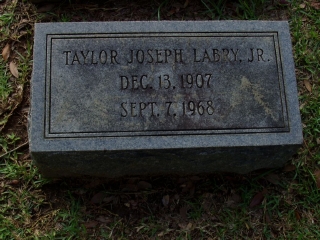 TAYLOR JOSEPH LABRY, JR.
DEC. 13, 1907
SEPT. 7, 1968